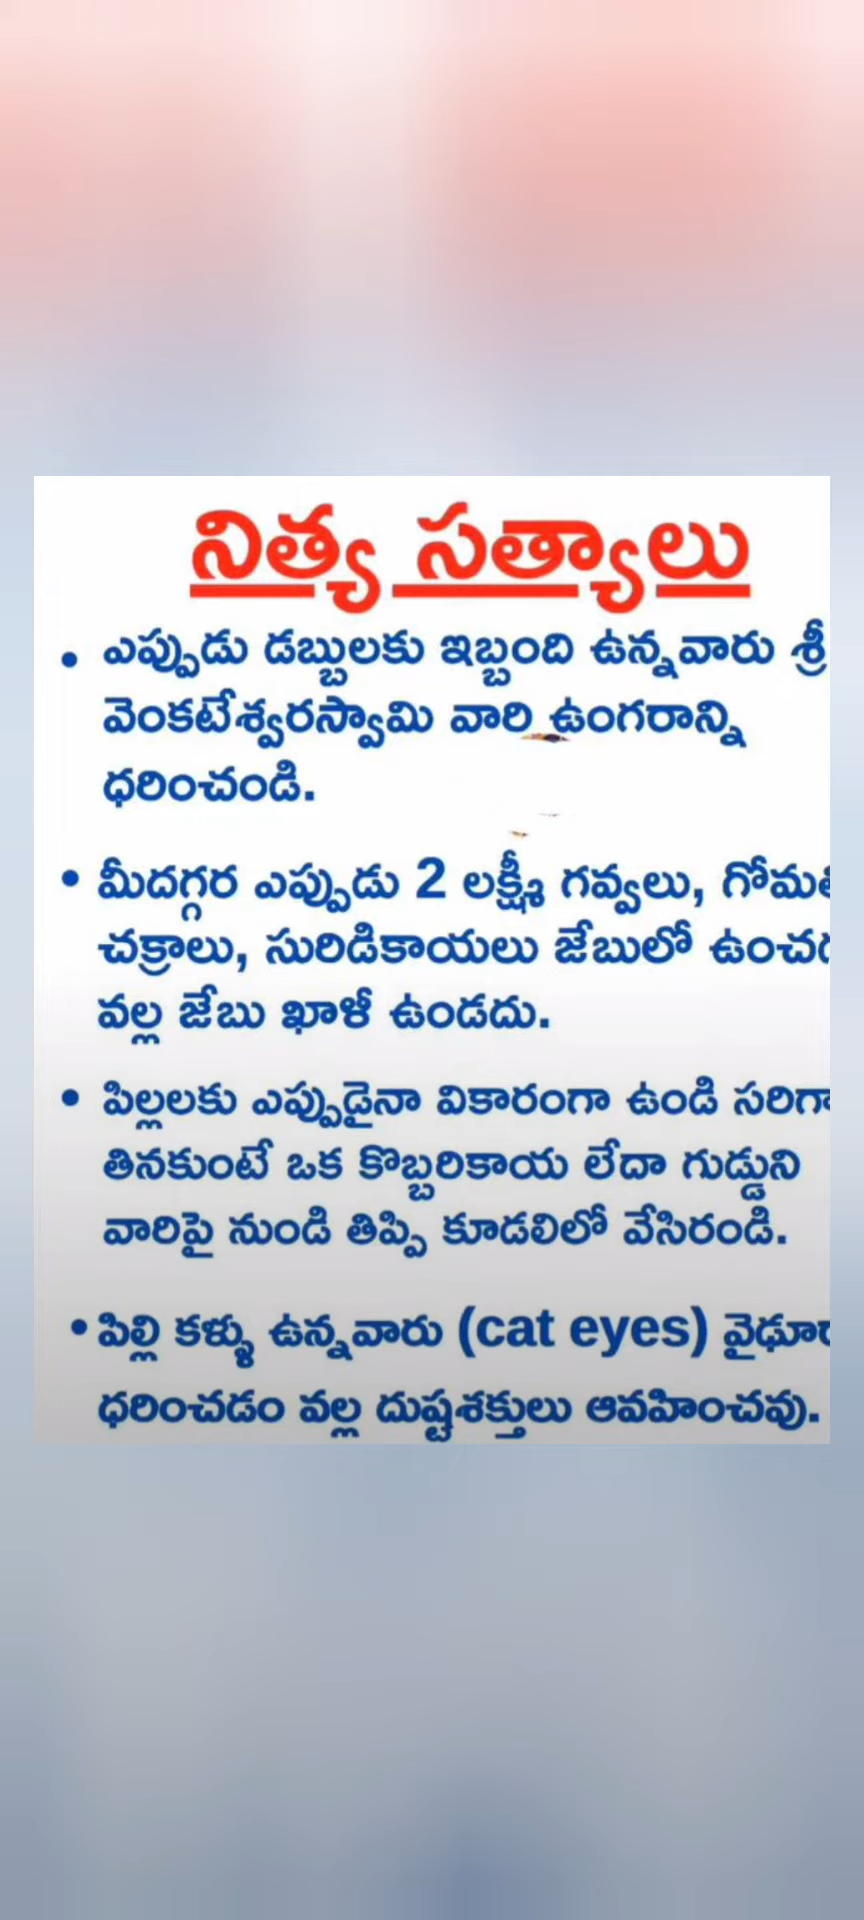 నిత్య సత్యాలు
• ఎప్పుడు డబ్బులకు ఇబ్బంది ఉన్నవారు శ్రీ
వెంకటేశ్వరస్వామి వారి ఉంగరాన్ని
ధరించండి.
• మీదగ్గర ఎప్పుడు 2 లక్ష్మీ గవ్వలు,
చక్రాలు, సురిడికాయలు జేబులో
వల్ల జేబు ఖాళీ ఉండదు.
• పిల్లలకు ఎప్పుడైనా వికారంగా ఉండి సరిగా
తినకుంటే ఒక కొబ్బరికాయ లేదా గుడ్డుని
వారిపై నుండి తిప్పి కూడలిలో వేసిరండి.
• పిల్లి కళ్ళు ఉన్నవారు (cat eyes)
ధరించడం వల్ల దుష్టశక్తులు ఆవహించవు.